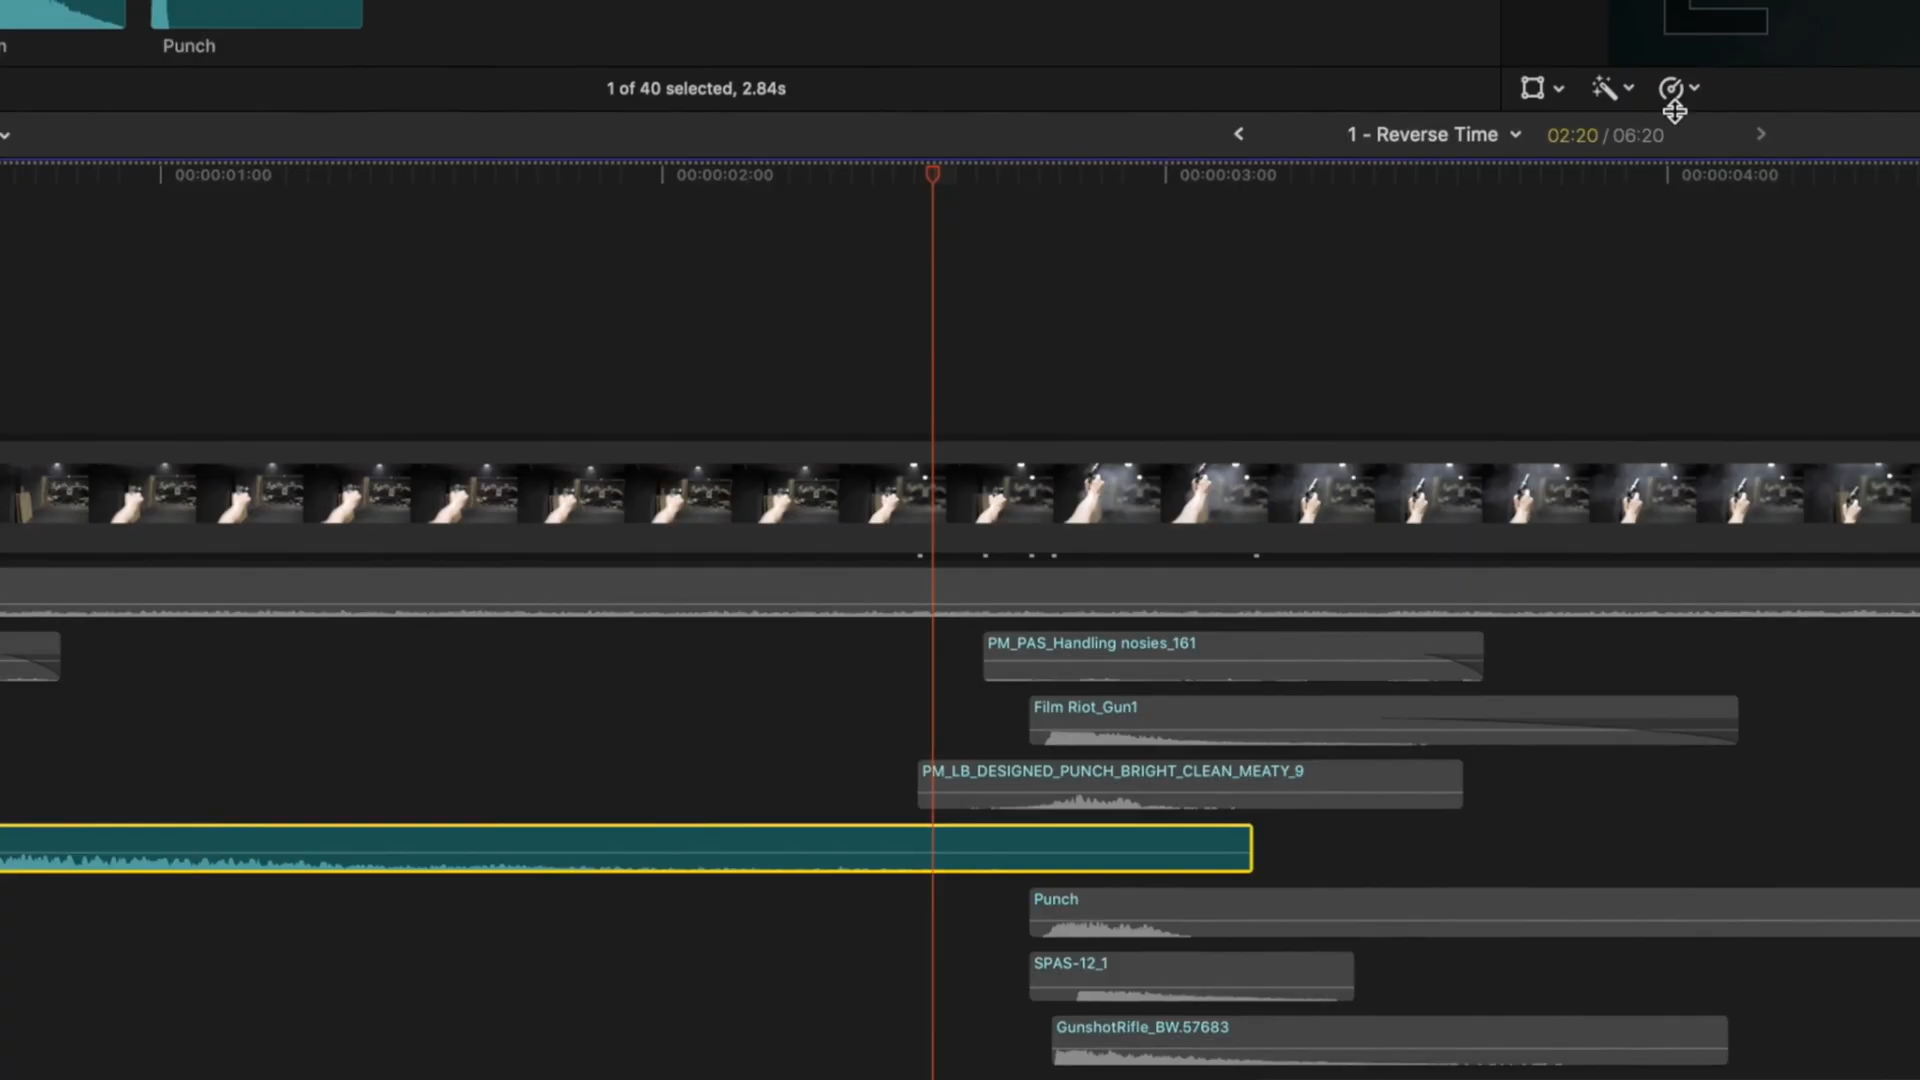 n
Punch
1 of 40 selected, 2.84s
1 - Reverse Time
02:20 / 06:20
00:00:01:00
00:00:02:00
00:00:03:00
00:00:04:00
PM_PAS_Handling nosies_161
Film Riot_Gun1
PM_LB_DESIGNED_PUNCH_BRIGHT_CLEAN_MEATY_9
Punch
SPAS-12_1
GunshotRifle_BW.57683